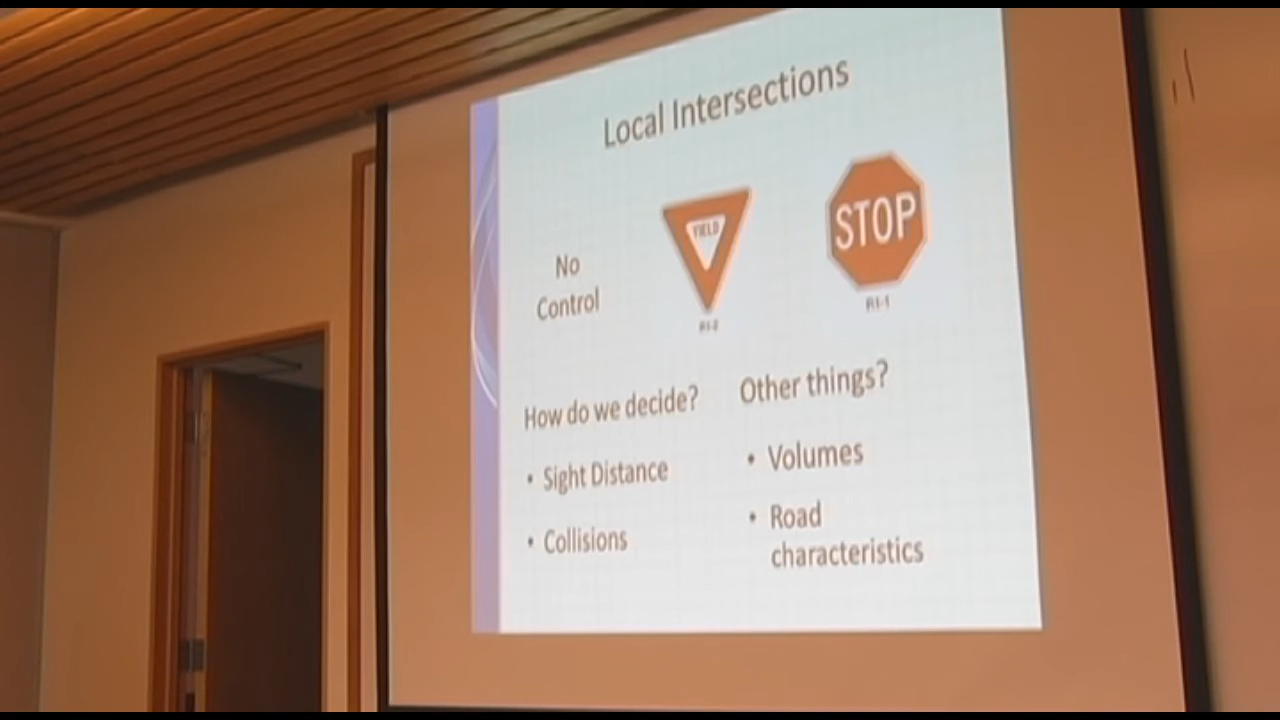 Local Intersections
No
Control
YIELD
R1-2
STOP
R1-1
How do we decide?
• Sight Distance
• Collisions
Other things?
• Volumes
• Road
characteristics